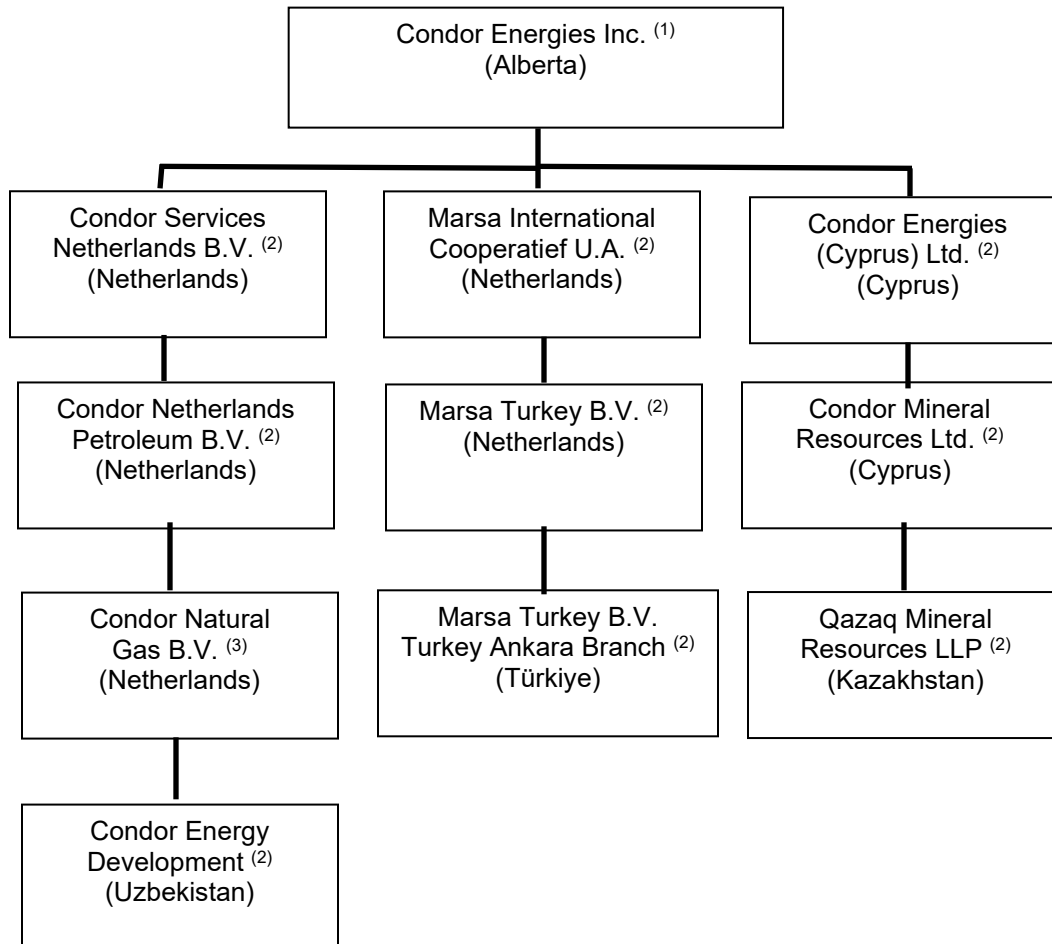 Condor Energies Inc. (1)
(Alberta)
Condor Services
Netherlands B.V. (2)
(Netherlands)
Marsa International
Cooperatief U.A. (2)
(Netherlands)
Condor Energies
(Cyprus) Ltd. (2)
(Cyprus)
Condor Netherlands
Petroleum B.V. (2)
(Netherlands)
Marsa Turkey B.V. (2)
(Netherlands)
Condor Mineral
Resources Ltd. (2)
(Cyprus)
Condor Natural
Gas B.V. (3)
(Netherlands)
Marsa Turkey B.V.
Turkey Ankara Branch (2)
(Türkiye)
Qazaq Mineral
Resources LLP (2)
(Kazakhstan)
Condor Energy
Development (2)
(Uzbekistan)